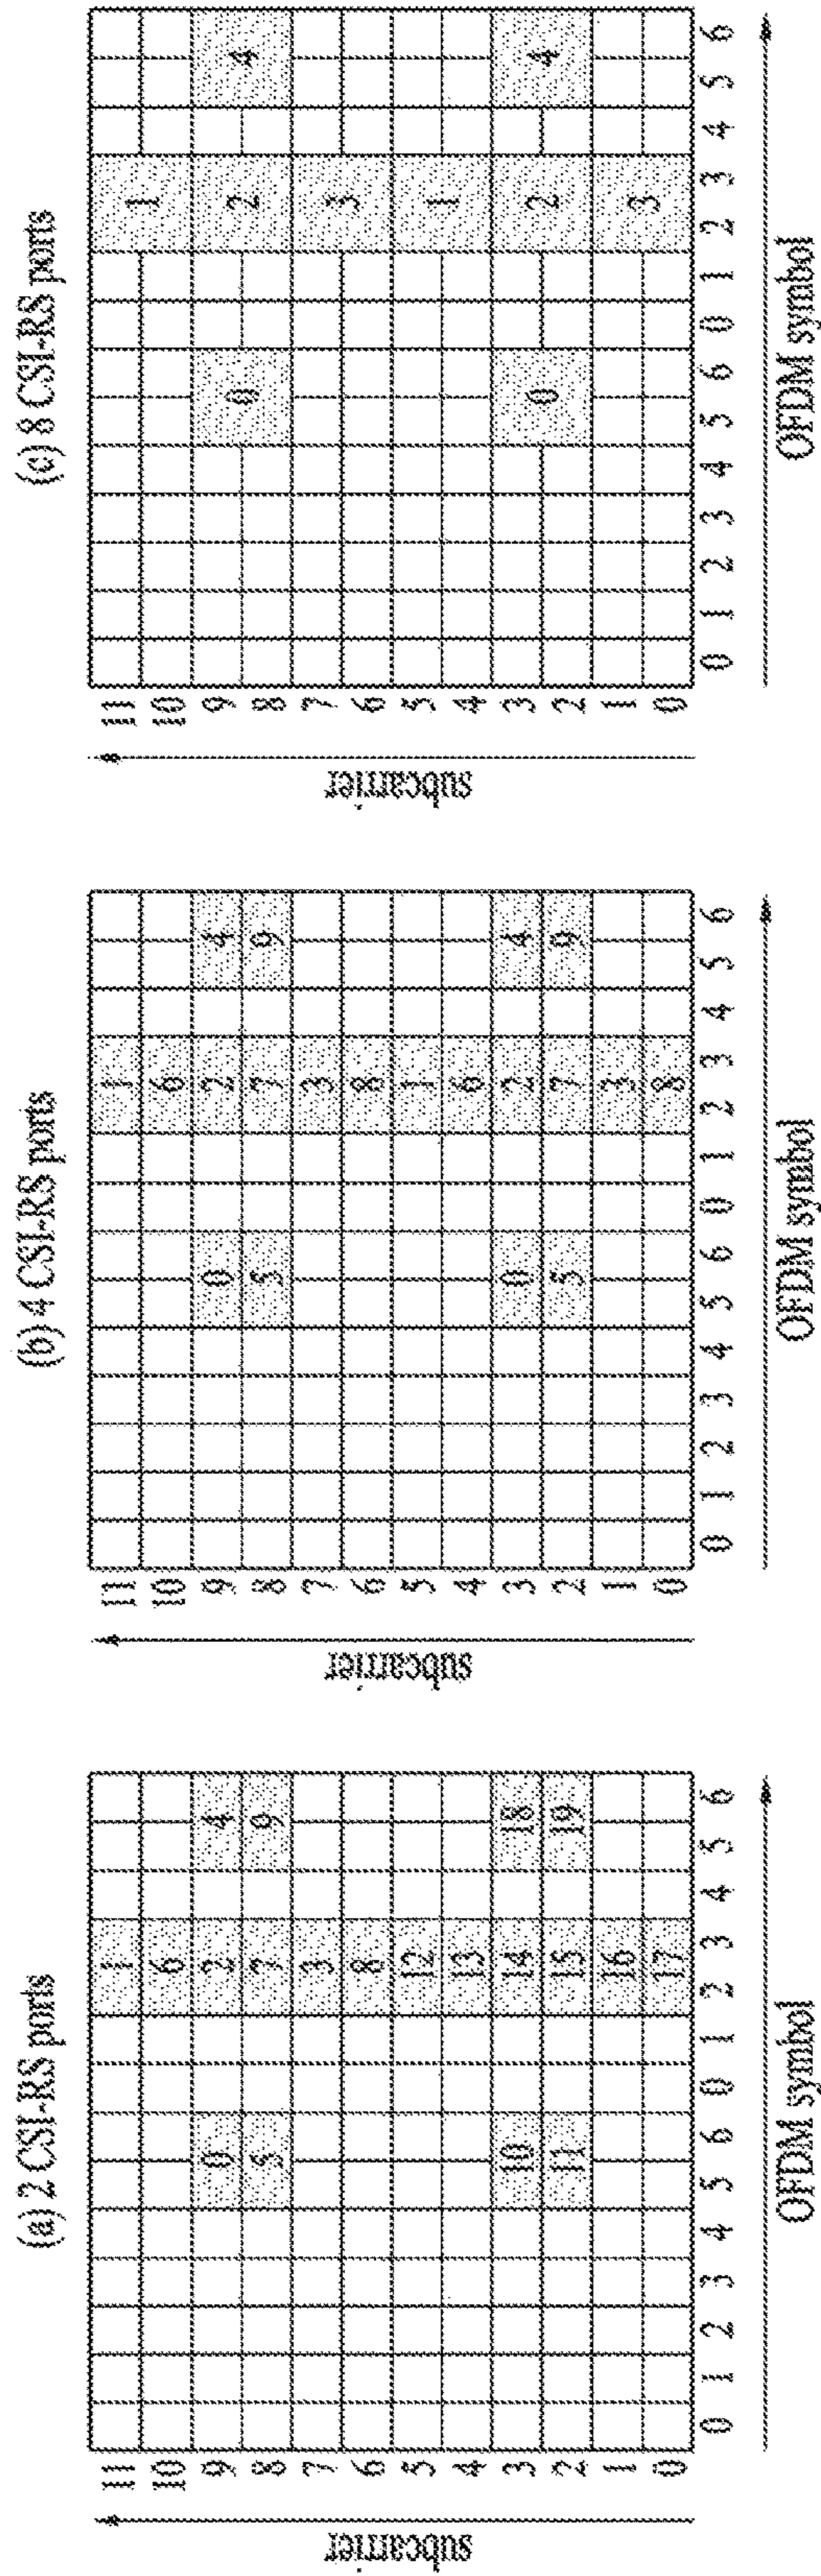 (a) 2 CSI-RS ports
subcarrier
11 1
10 6
9 0 2 4
8 5 7 9
7 3
6 8
5 12
4 13
3 10 14 18
2 11 15 19
1 16
0 17
0 1 2 3 4 5 6 0 1 2 3 4 5 6
OFDM symbol
(b) 4 CSI-RS ports
subcarrier
11 1
10 6
9 0 2 4
8 5 7 9
7 3
6 8
5 1
4 6
3 0 2 4
2 5 7 9
1 3
0 8
0 1 2 3 4 5 6 0 1 2 3 4 5 6
OFDM symbol
(c) 8 CSI-RS ports
subcarrier
11
1
10
9
0 2 4
8
7
3
6
5
1
4
3
0 2 4
2
1
3
0
0 1 2 3 4 5 6 0 1 2 3 4 5 6
OFDM symbol